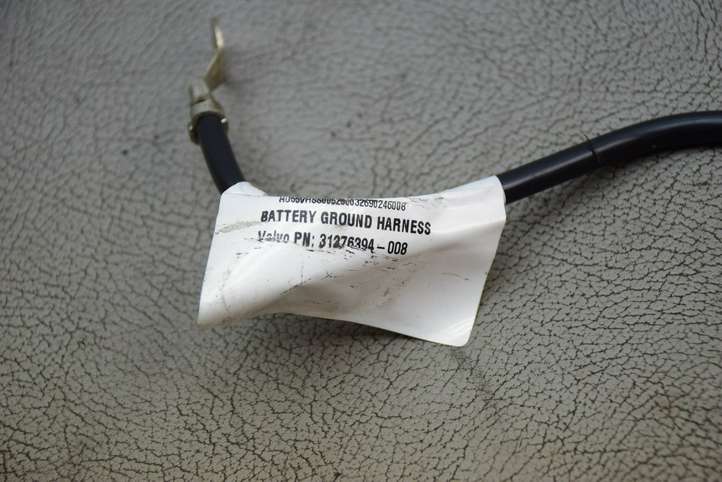 BATTERY GROUND HARNESS
Volvo PN: 31276394-008